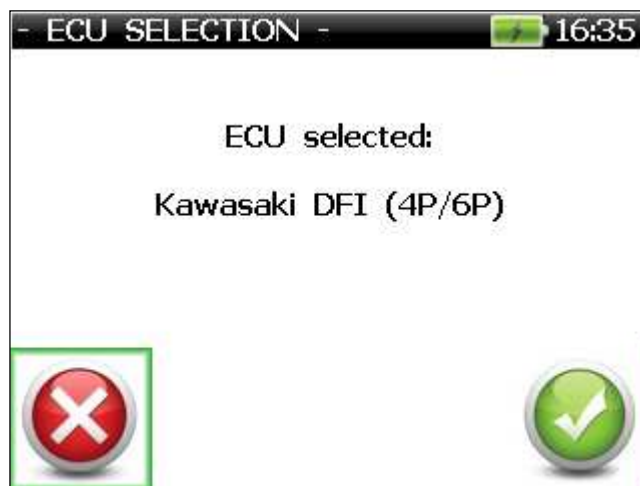 - ECU SELECTION - 16:35
ECU selected:
Kawasaki DFI (4P/6P)